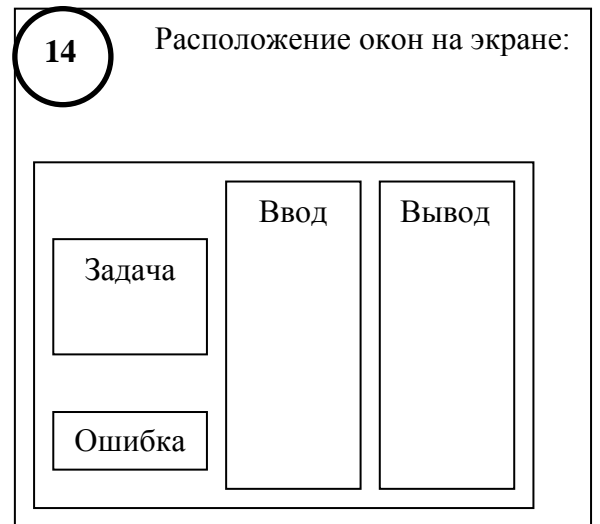 14
Расположение окон на экране:
Ввод
Вывод
Задача
Ошибка